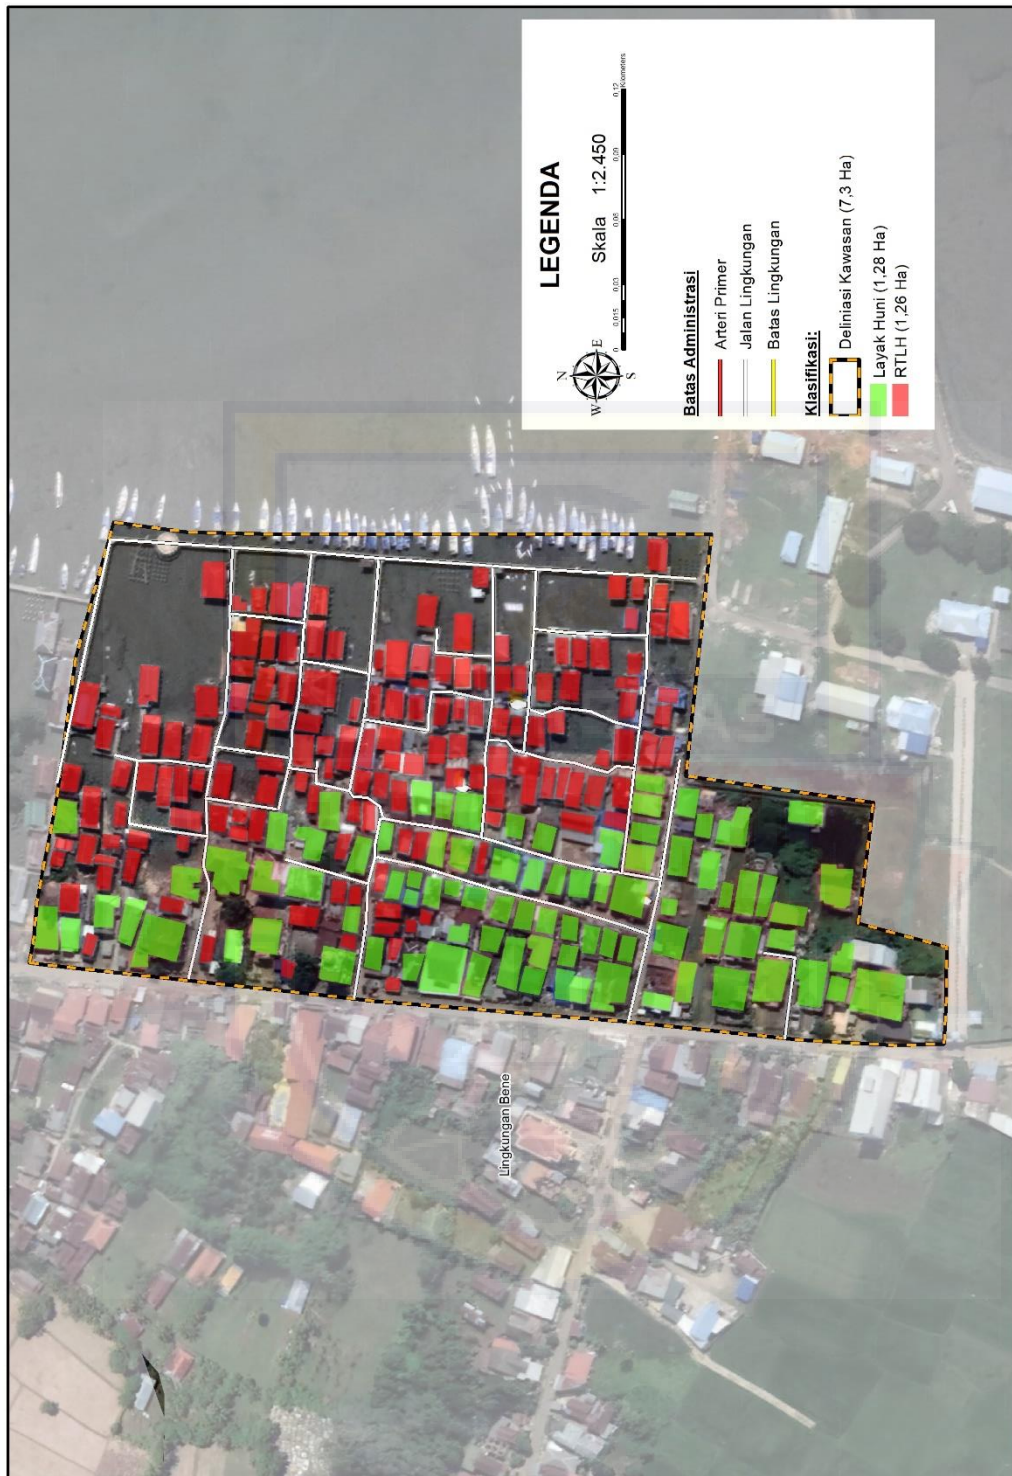 LEGENDA
Skala 1:2.450
0 0,015 0,03 0,06 0,09 0,12
Kilometers
N
W E
S
Batas Administrasi
Arteri Primer
Jalan Lingkungan
Batas Lingkungan
Klasifikasi:
Deliniasi Kawasan (7,3 Ha)
Layak Huni (1,28 Ha)
RTLH (1,26 Ha)
Lingkungan Bene